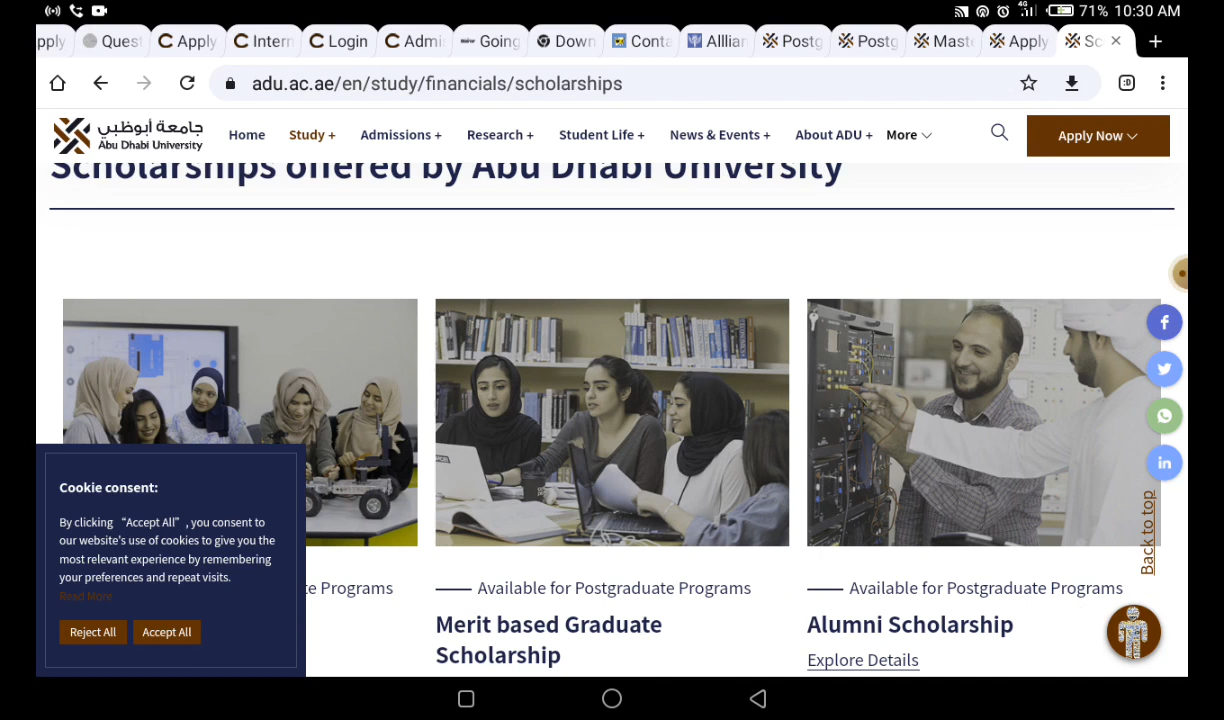 71% 10:30 AM
4G
pply
Quest
Apply
Intern
Login
Admi
Going
Down
Conta
Alllian
Postg
Postg
Maste
Apply
Sc
adu.ac.ae/en/study/financials/scholarships
جامعة أبوظبي
Abu Dhabi University
Home
Study +
Admissions +
Research +
Student Life +
News & Events +
About ADU +
More
Apply Now
Scholarships offered by Abu Dhabi University
Cookie consent:
By clicking “Accept All”, you consent to
our website's use of cookies to give you the
most relevant experience by remembering
your preferences and repeat visits.
Read More
Reject All
Accept All
te Programs
Available for Postgraduate Programs
Merit based Graduate
Scholarship
Available for Postgraduate Programs
Alumni Scholarship
Explore Details
Back to top